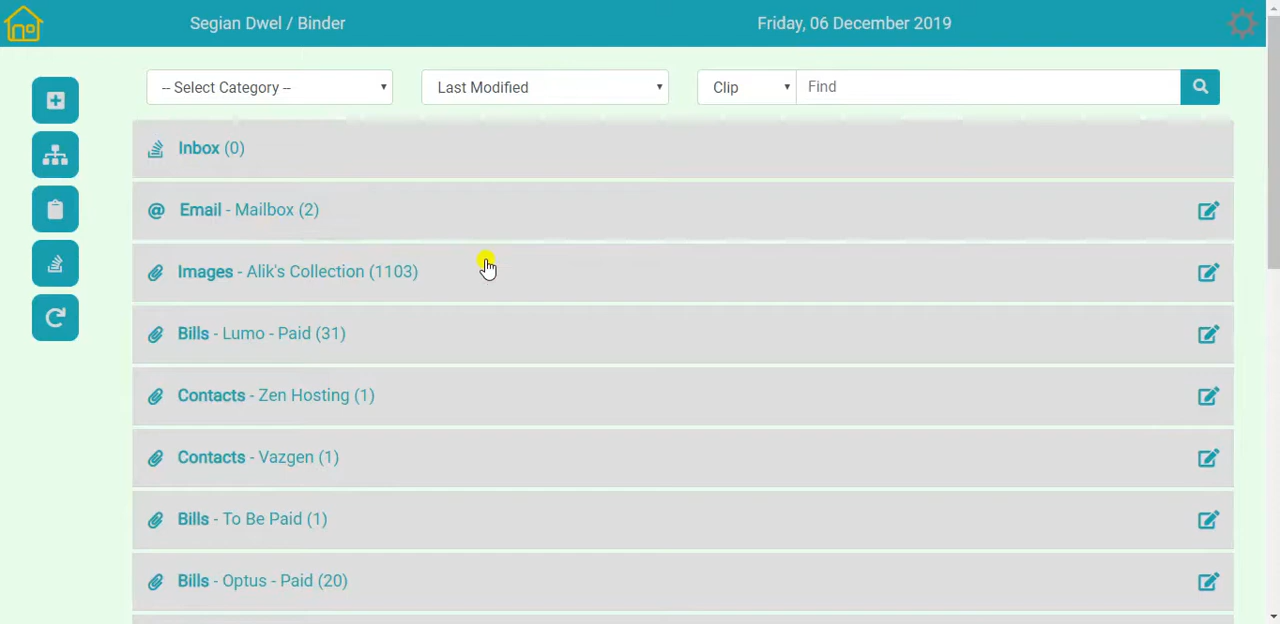 Segian Dwel / Binder
Friday, 06 December 2019
-- Select Category --
Last Modified
Clip
Find
Inbox (0)
@ Email - Mailbox (2)
Images - Alik's Collection (1103)
Bills - Lumo - Paid (31)
Contacts - Zen Hosting (1)
Contacts - Vazgen (1)
Bills - To Be Paid (1)
Bills - Optus - Paid (20)